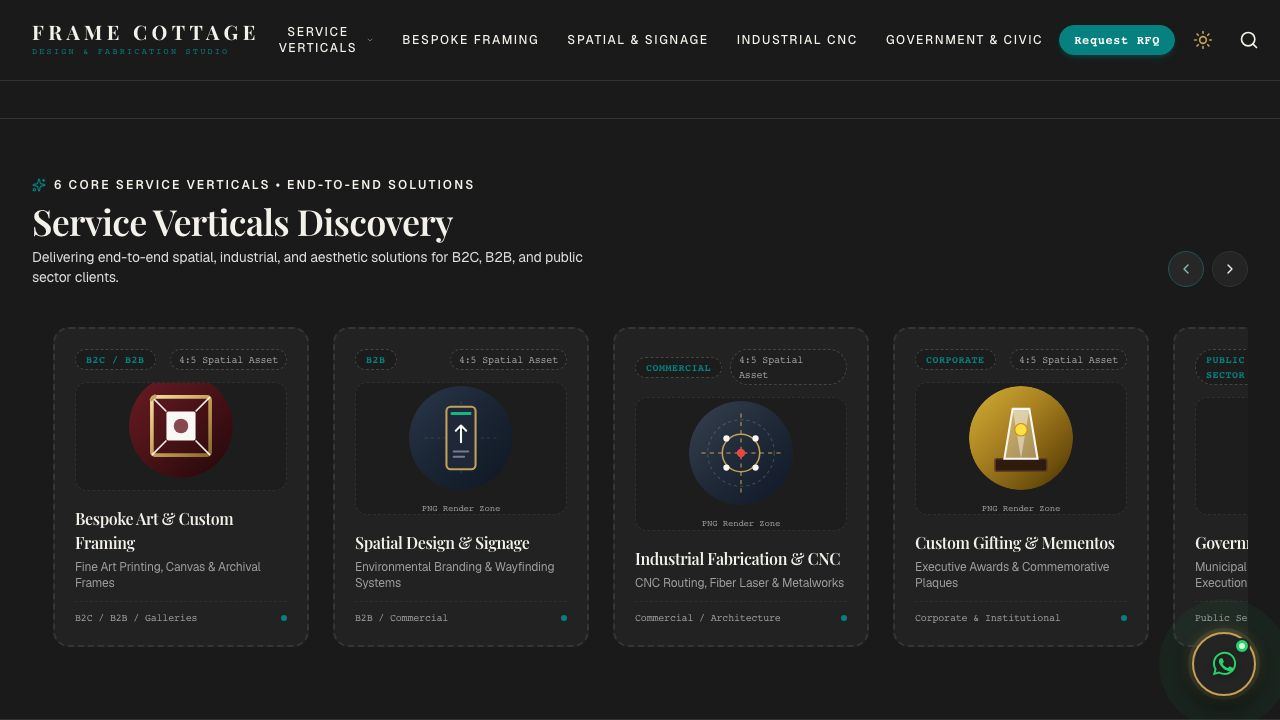 FRAME COTTAGE
DESIGN & FABRICATION STUDIO
SERVICE
VERTICALS
BESPOKE FRAMING
SPATIAL & SIGNAGE
INDUSTRIAL CNC
GOVERNMENT & CIVIC
Request RFQ
6 CORE SERVICE VERTICALS • END-TO-END SOLUTIONS
Service Verticals Discovery
Delivering end-to-end spatial, industrial, and aesthetic solutions for B2C, B2B, and public
sector clients.
B2C / B2B
4:5 Spatial Asset
Bespoke Art & Custom
Framing
Fine Art Printing, Canvas & Archival
Frames
B2C / B2B / Galleries
B2B
4:5 Spatial Asset
PNG Render Zone
Spatial Design & Signage
Environmental Branding & Wayfinding
Systems
B2B / Commercial
COMMERCIAL
4:5 Spatial
Asset
PNG Render Zone
Industrial Fabrication & CNC
CNC Routing, Fiber Laser & Metalworks
Commercial / Architecture
CORPORATE
4:5 Spatial Asset
PNG Render Zone
Custom Gifting & Mementos
Executive Awards & Commemorative
Plaques
Corporate & Institutional
PUBLIC
SECTOR
Govern
Municipal
Execution
Public Se